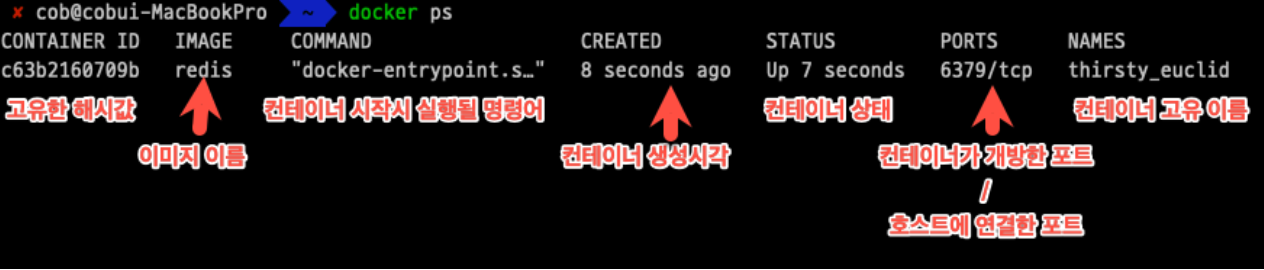 ✘ cob@cobui-MacBookPro ~ docker ps
CONTAINER ID IMAGE COMMAND CREATED STATUS PORTS NAMES
c63b2160709b redis "docker-entrypoint.s…" 8 seconds ago Up 7 seconds 6379/tcp thirsty_euclid
고유한 해시값 컨테이너 시작시 실행될 명령어 컨테이너 상태 컨테이너 고유 이름
이미지 이름 컨테이너 생성시각 컨테이너가 개방한 포트
/
호스트에 연결한 포트